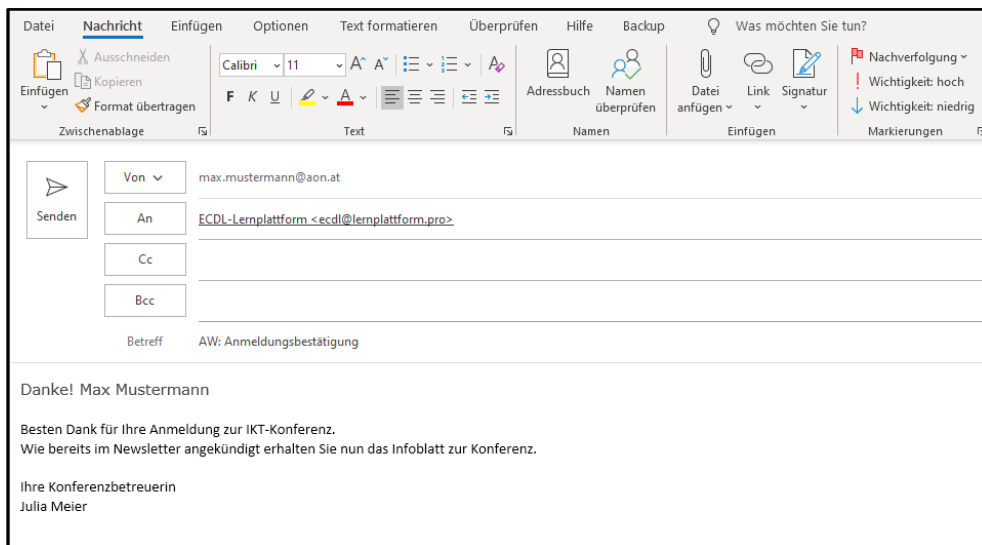 Datei Nachricht Einfügen Optionen Text formatieren Überprüfen Hilfe Backup Was möchten Sie tun?
Einfügen
Ausschneiden
Kopieren
Format übertragen
Zwischenablage
Calibri 11
F K U
Text
Adressbuch
Namen überprüfen
Namen
Datei anfügen
Link
Signatur
Einfügen
Nachverfolgung
Wichtigkeit: hoch
Wichtigkeit: niedrig
Markierungen
Senden
Von max.mustermann@aon.at
An ECDL-Lernplattform <ecdl@lernplattform.pro>
Cc
Bcc
Betreff AW: Anmeldungsbestätigung
Danke! Max Mustermann
Besten Dank für Ihre Anmeldung zur IKT-Konferenz.
Wie bereits im Newsletter angekündigt erhalten Sie nun das Infoblatt zur Konferenz.
Ihre Konferenzbetreuerin
Julia Meier